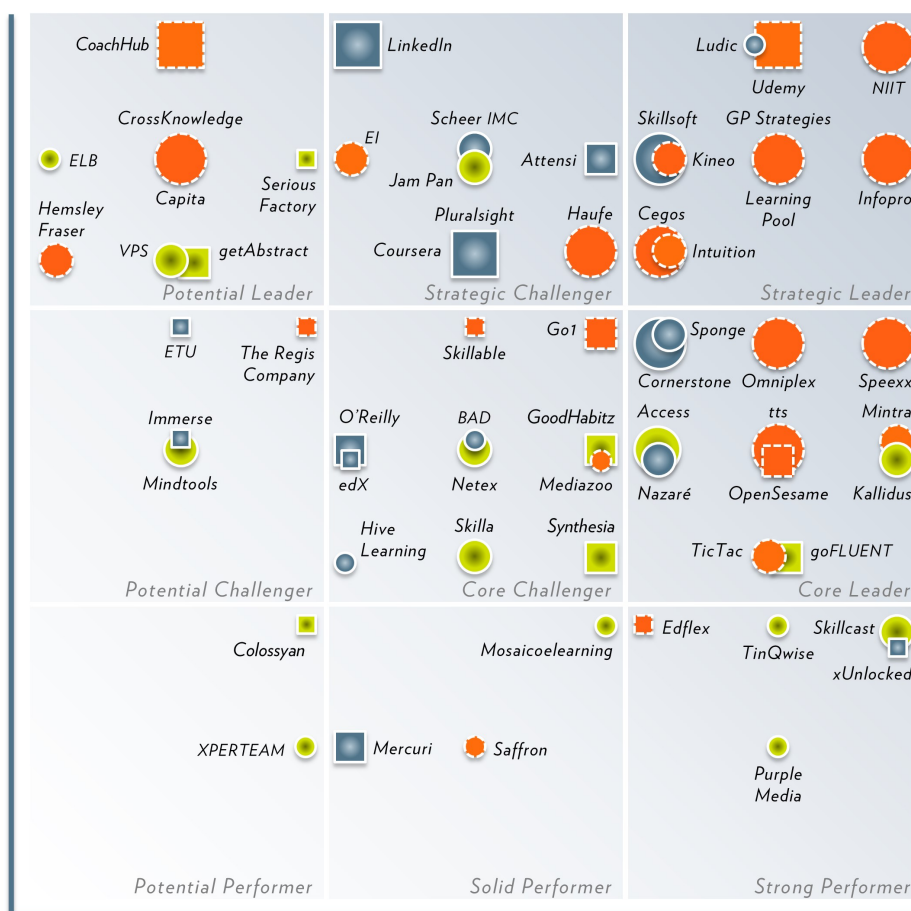 CoachHub
CrossKnowledge
ELB
Capita
Serious
Factory
Hemsley
Fraser
VPS
getAbstract
Potential Leader
LinkedIn
Scheer IMC
EI
Jam Pan
Attensi
Pluralsight
Haufe
Coursera
Strategic Challenger
Ludic
Udemy
NIIT
Skillsoft
GP Strategies
Kineo
Learning
Pool
Infopro
Cegos
Intuition
Strategic Leader
ETU
The Regis
Company
Immerse
Mindtools
Potential Challenger
Skillable
Go1
O'Reilly
BAD
GoodHabitz
edX
Netex
Mediazoo
Hive
Learning
Skilla
Synthesia
Core Challenger
Sponge
Cornerstone
Omniplex
Speexx
Access
tts
Mintra
Nazaré
OpenSesame
Kallidus
TicTac
goFLUENT
Core Leader
Colossyan
XPERTEAM
Potential Performer
Mosaicoelearning
Mercuri
Saffron
Solid Performer
Edflex
TinQwise
Skillcast
xUnlocked
Purple
Media
Strong Performer